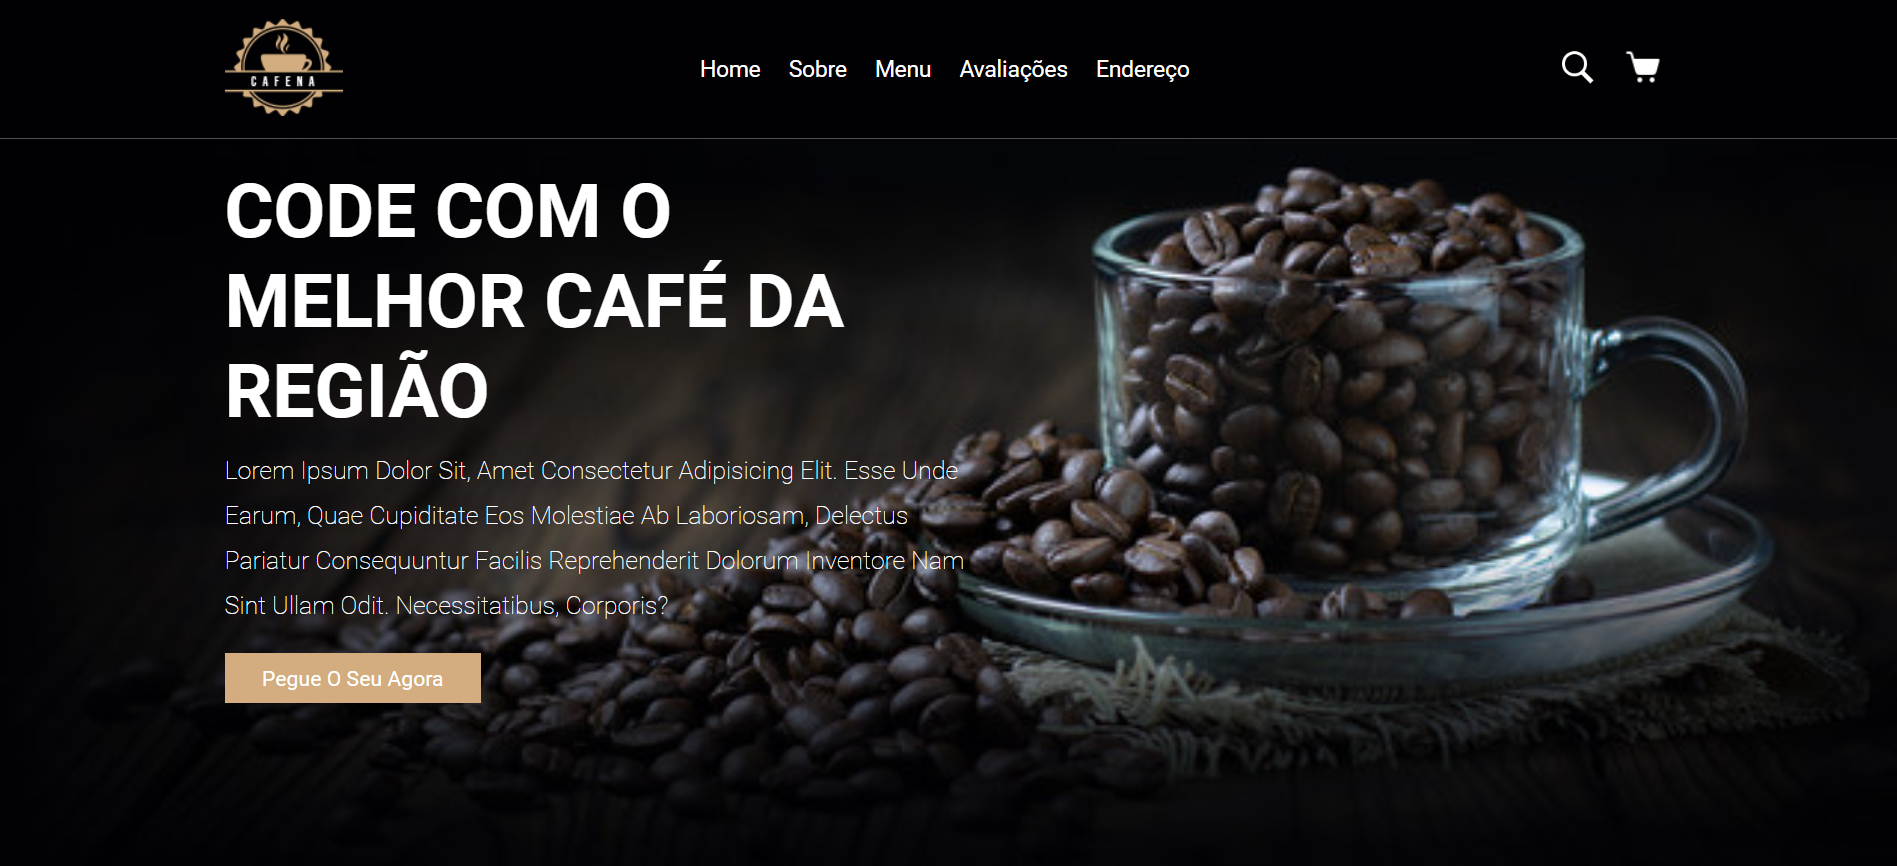 CAFENA
Home Sobre Menu Avaliações Endereço
CODE COM O
MELHOR CAFÉ DA
REGIÃO
Lorem Ipsum Dolor Sit, Amet Consectetur Adipisicing Elit. Esse Unde
Earum, Quae Cupiditate Eos Molestiae Ab Laboriosam, Delectus
Pariatur Consequuntur Facilis Reprehenderit Dolorum Inventore Nam
Sint Ullam Odit. Necessitatibus, Corporis?
Pegue O Seu Agora